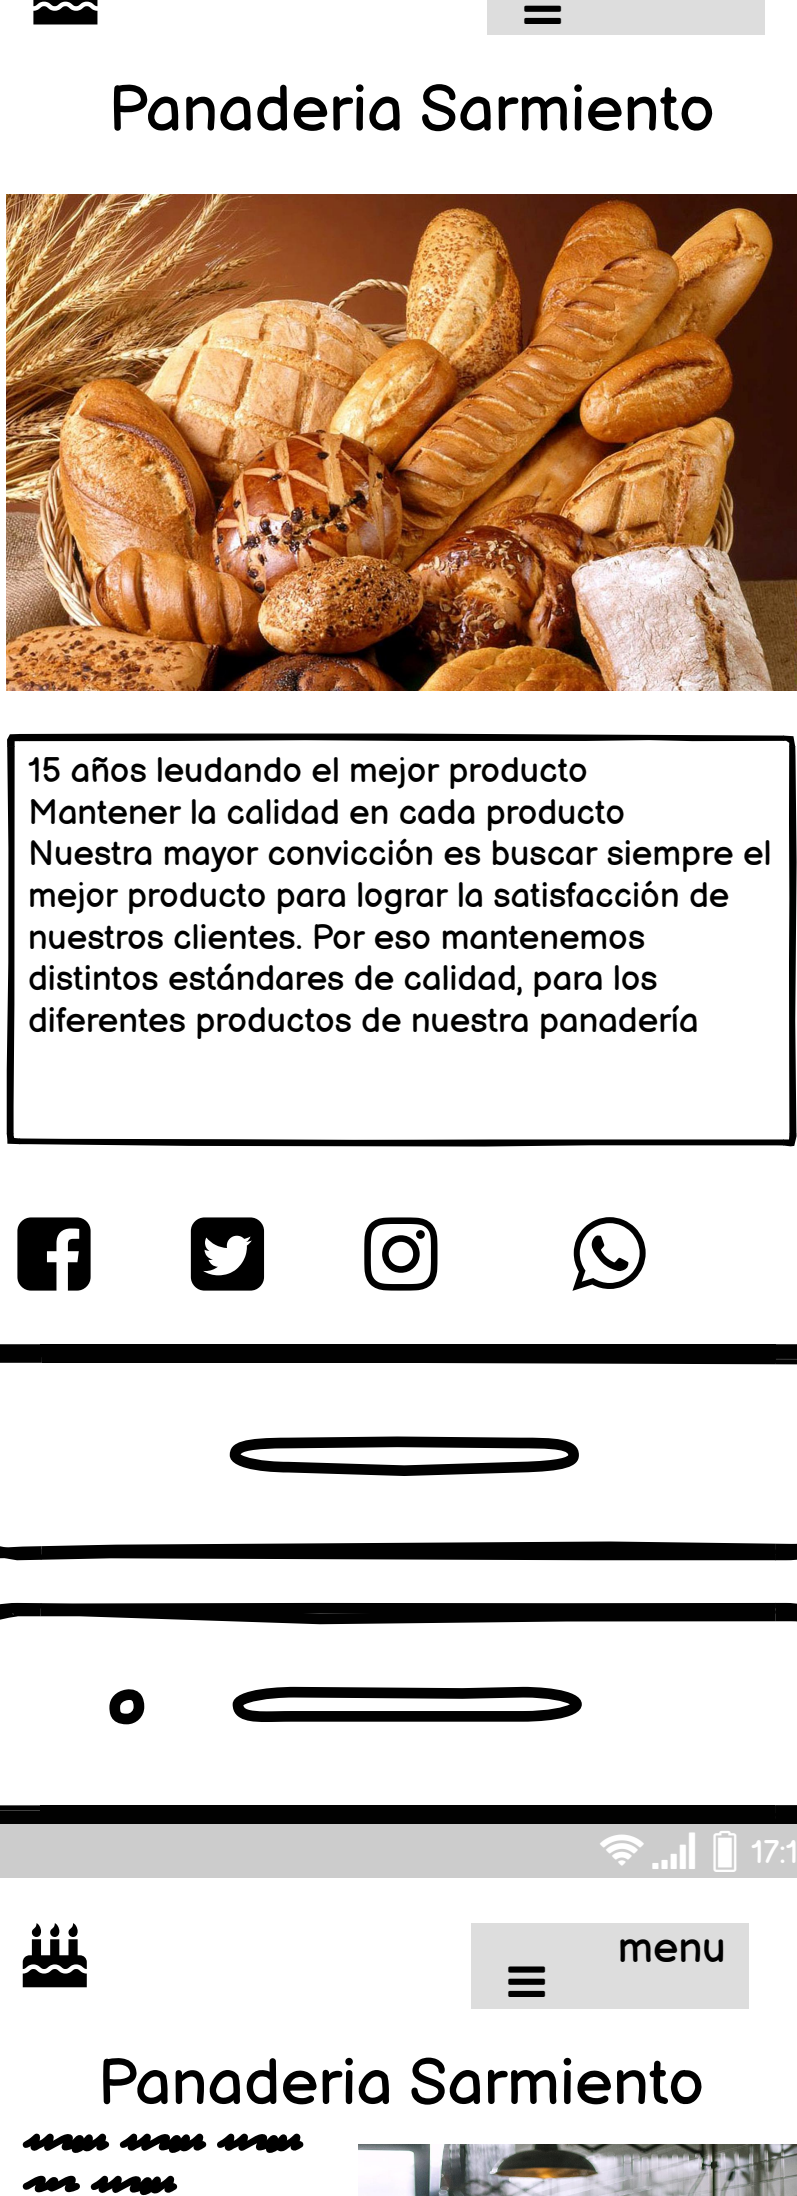 Panaderia Sarmiento
15 años leudando el mejor producto
Mantener la calidad en cada producto
Nuestra mayor convicción es buscar siempre el
mejor producto para lograr la satisfacción de
nuestros clientes. Por eso mantenemos
distintos estándares de calidad, para los
diferentes productos de nuestra panadería
17:1
menu
Panaderia Sarmiento